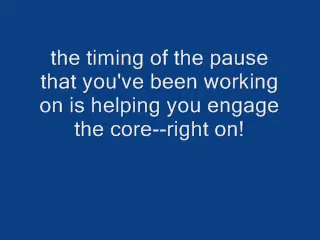 the timing of the pause
that you've been working
on is helping you engage
the core--right on!